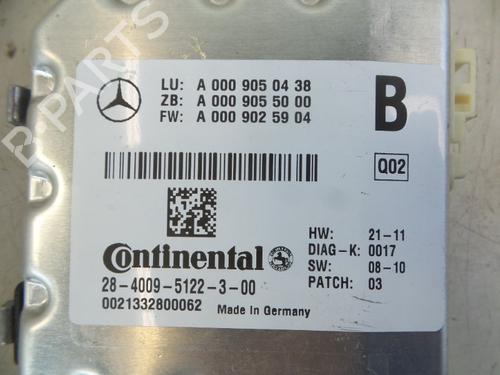 B-PARTS
LU: A 000 905 04 38
ZB: A 000 905 50 00
FW: A 000 902 59 04
B
Q02
Continental
28-4009-5122-3-00
0021332800062 Made in Germany
HW: 21-11
DIAG-K: 0017
SW: 08-10
PATCH: 03